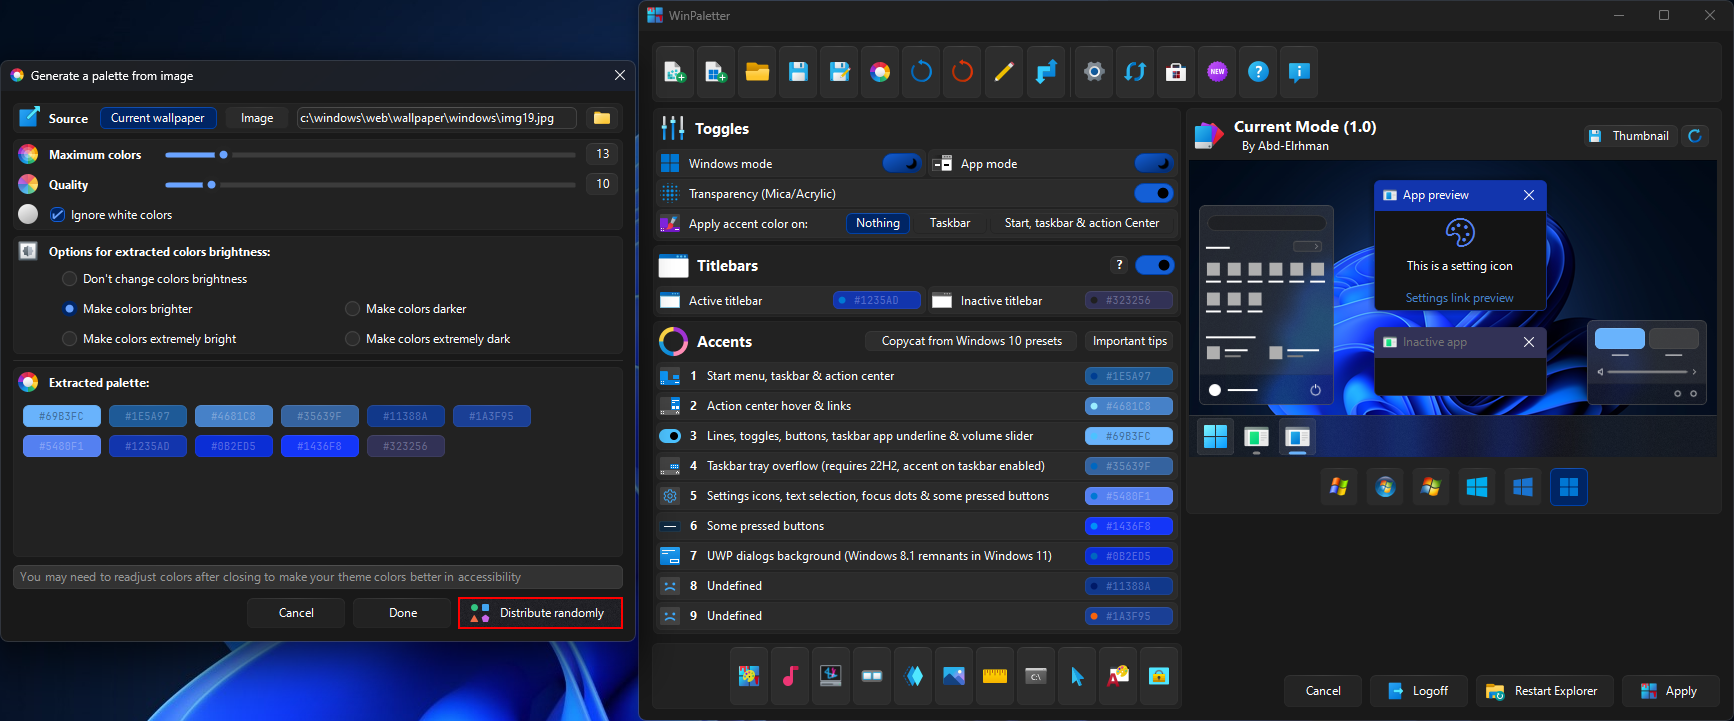 Generate a palette from image
Source
Current wallpaper
Image
c:\windows\web\wallpaper\windows\img19.jpg
Maximum colors
13
Quality
10
Ignore white colors
Options for extracted colors brightness:
Don't change colors brightness
Make colors brighter
Make colors darker
Make colors extremely bright
Make colors extremely dark
Extracted palette:
#69B3FC #1E5A97 #4681C8 #35639F #11388A #1A3F95
#5480F1 #1235AD #0B2ED5 #1436F8 #323256
You may need to readjust colors after closing to make your theme colors better in accessibility
Cancel
Done
Distribute randomly
WinPaletter
NEW
?
i
Toggles
Windows mode
App mode
Transparency (Mica/Acrylic)
Apply accent color on:
Nothing
Taskbar
Start, taskbar & action Center
Titlebars
?
Active titlebar
#1235AD
Inactive titlebar
#323256
Accents
Copycat from Windows 10 presets
Important tips
1 Start menu, taskbar & action center #1E5A97
2 Action center hover & links #4681C8
3 Lines, toggles, buttons, taskbar app underline & volume slider #69B3FC
4 Taskbar tray overflow (requires 22H2, accent on taskbar enabled) #35639F
5 Settings icons, text selection, focus dots & some pressed buttons #5480F1
6 Some pressed buttons #1436F8
7 UWP dialogs background (Windows 8.1 remnants in Windows 11) #0B2ED5
8 Undefined #11388A
9 Undefined #1A3F95
C:\
A
Current Mode (1.0)
By Abd-Elrhman
Thumbnail
App preview
This is a setting icon
Settings link preview
Inactive app
Cancel
Logoff
Restart Explorer
Apply